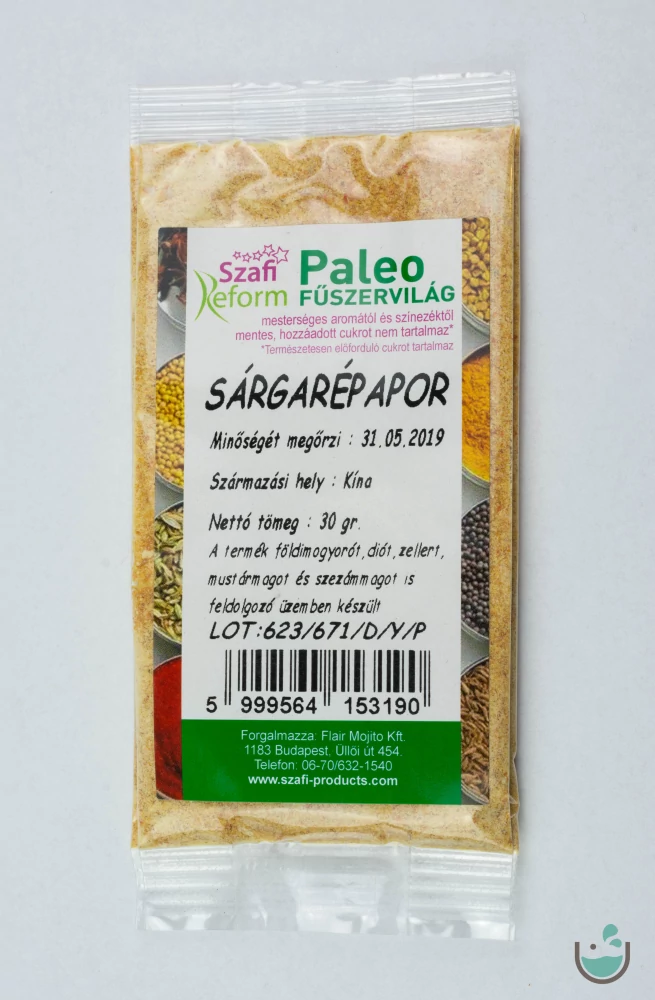 Szafi
Reform
Paleo
FŰSZERVILÁG
mesterséges aromától és színezéktől
mentes, hozzáadott cukrot nem tartalmaz*
*Természetesen előforduló cukrot tartalmaz
SÁRGARÉPAPOR
Minőségét megőrzi : 31.05.2019
Származási hely : Kína
Nettó tömeg : 30 gr.
A termék földimogyorót,diót,zellert,
mustármagot és szezámmagot is
feldolgozó üzemben készült
LOT:623/671/D/Y/P
5 999564 153190
Forgalmazza: Flair Mojito Kft.
1183 Budapest, Üllői út 454.
Telefon: 06-70/632-1540
www.szafi-products.com